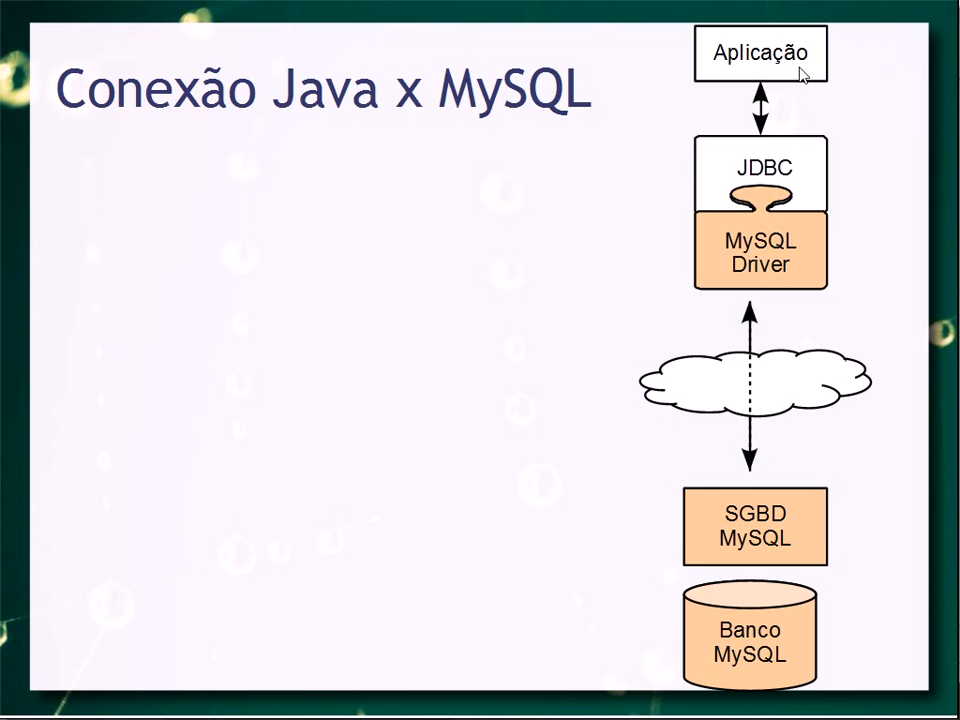 Conexão Java x MySQL
Aplicação
JDBC
MySQL
Driver
SGBD
MySQL
Banco
MySQL